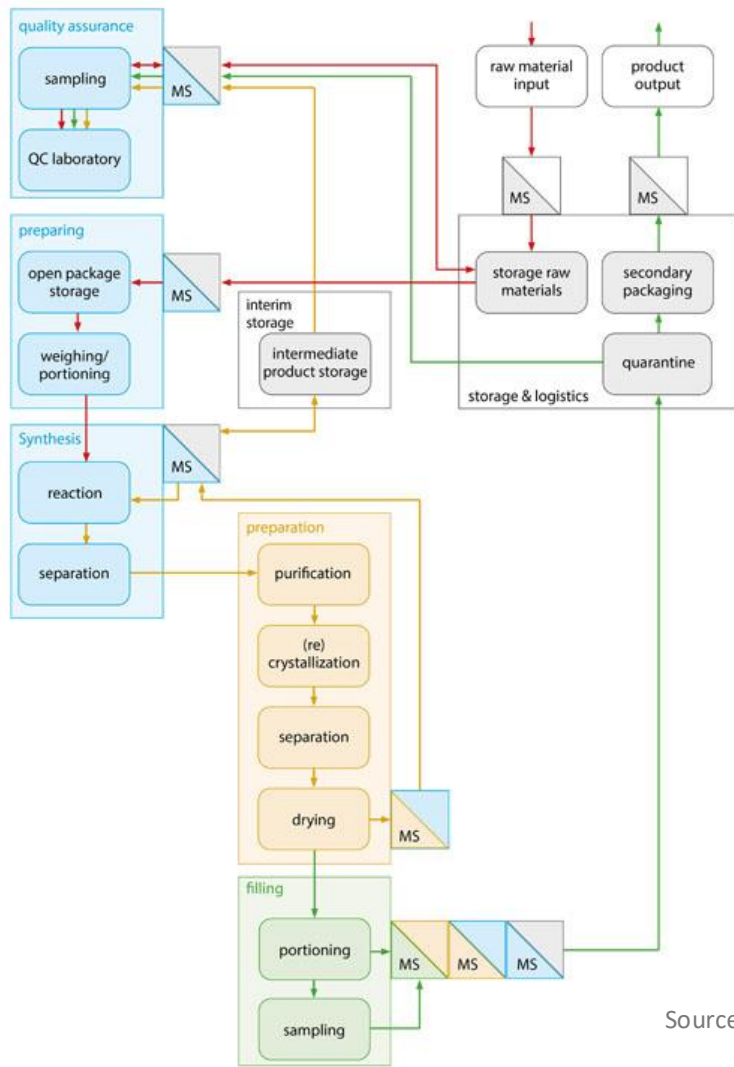 quality assurance
sampling
MS
QC laboratory
raw material
input
product
output
MS
MS
preparing
open package
storage
MS
weighing/
portioning
interim
storage
intermediate
product storage
storage raw
materials
secondary
packaging
quarantine
storage & logistics
Synthesis
MS
reaction
separation
preparation
purification
(re)
crystallization
separation
drying
MS
filling
portioning
MS
MS
MS
sampling
Source